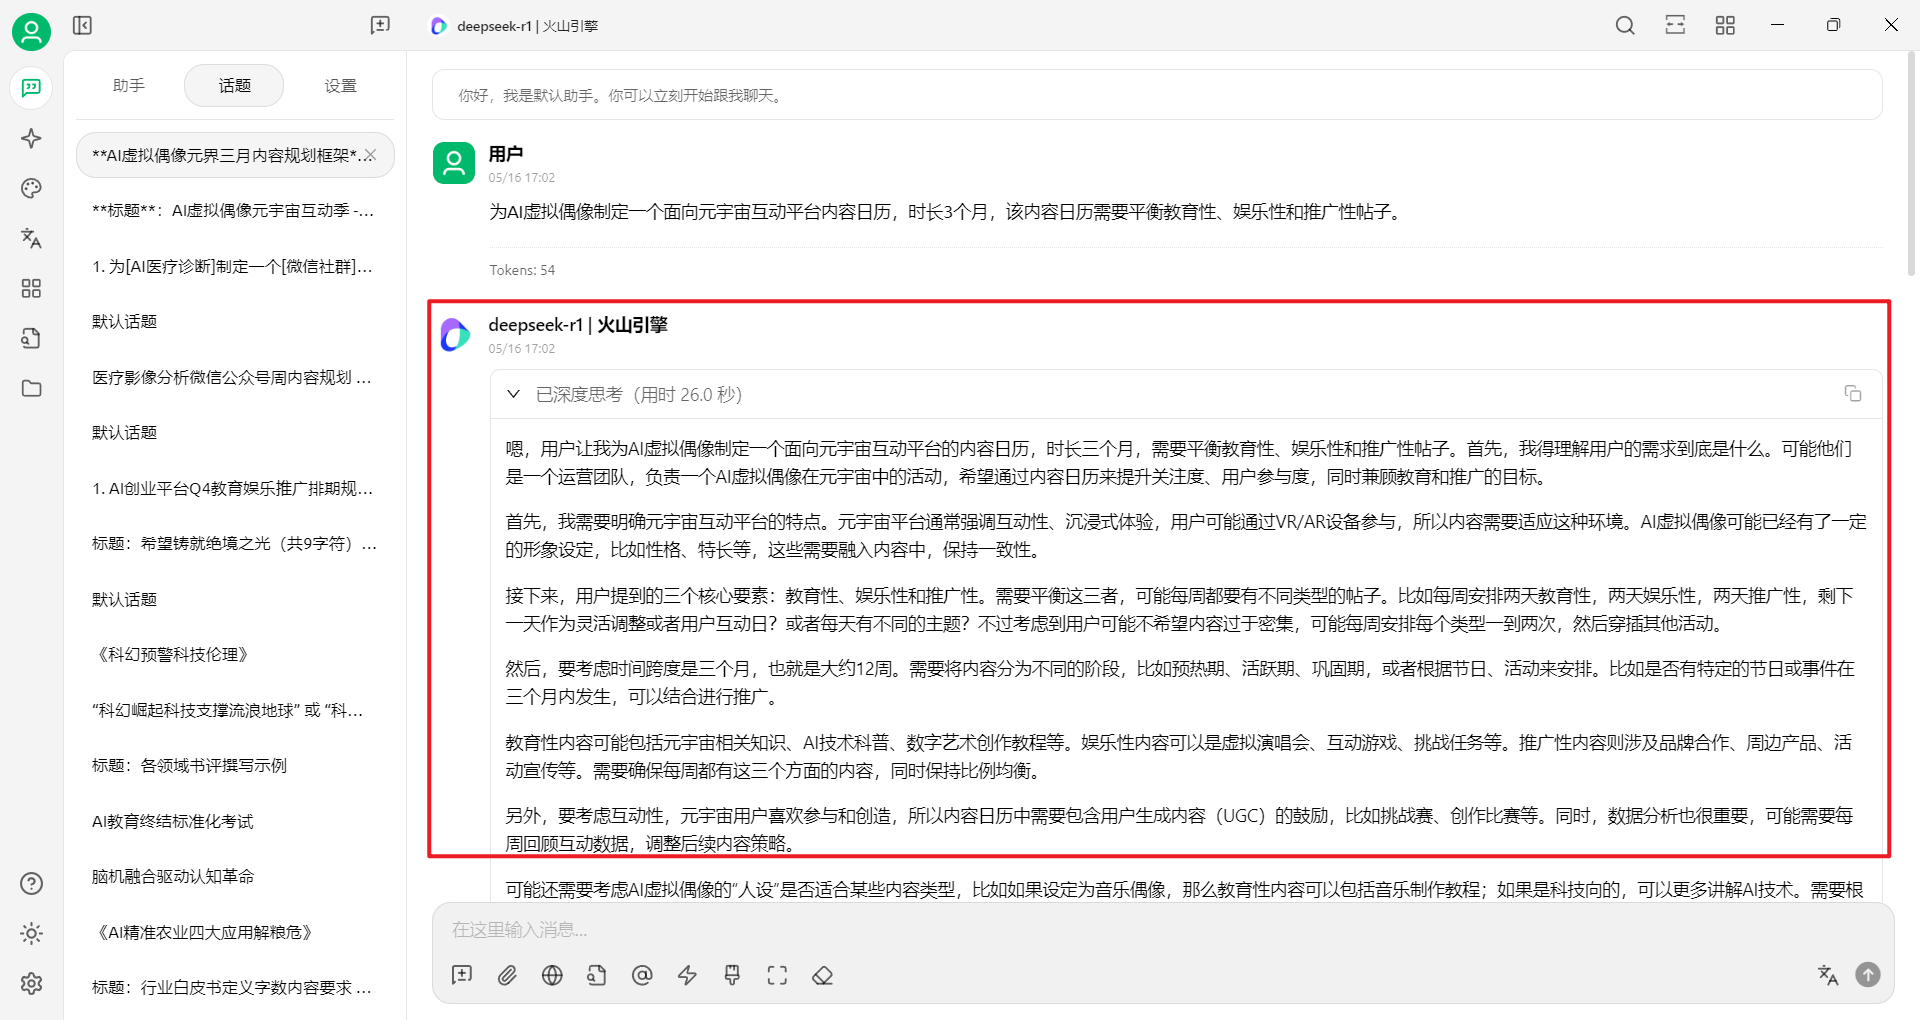 deepseek-r1 | 火山引擎
助手
话题
设置
**AI虚拟偶像元界三月内容规划框架*...
**标题**：AI虚拟偶像元宇宙互动季 -...
1. 为[AI医疗诊断]制定一个[微信社群]...
默认话题
医疗影像分析微信公众号周内容规划 ...
默认话题
1. AI创业平台Q4教育娱乐推广排期规...
标题：希望铸就绝境之光（共9字符）...
默认话题
《科幻预警科技伦理》
“科幻崛起科技支撑流浪地球” 或 “科...
标题：各领域书评撰写示例
AI教育终结标准化考试
脑机融合驱动认知革命
《AI精准农业四大应用解粮危》
标题：行业白皮书定义字数内容要求 ...
你好，我是默认助手。你可以立刻开始跟我聊天。
用户
05/16 17:02
为AI虚拟偶像制定一个面向元宇宙互动平台内容日历，时长3个月，该内容日历需要平衡教育性、娱乐性和推广性帖子。
Tokens: 54
deepseek-r1 | 火山引擎
05/16 17:02
已深度思考（用时 26.0 秒）
嗯，用户让我为AI虚拟偶像制定一个面向元宇宙互动平台的内容日历，时长三个月，需要平衡教育性、娱乐性和推广性帖子。首先，我得理解用户的需求到底是什么。可能他们
是一个运营团队，负责一个AI虚拟偶像在元宇宙中的活动，希望通过内容日历来提升关注度、用户参与度，同时兼顾教育和推广的目标。
首先，我需要明确元宇宙互动平台的特点。元宇宙平台通常强调互动性、沉浸式体验，用户可能通过VR/AR设备参与，所以内容需要适应这种环境。AI虚拟偶像可能已经有了一定
的形象设定，比如性格、特长等，这些需要融入内容中，保持一致性。
接下来，用户提到的三个核心要素：教育性、娱乐性和推广性。需要平衡这三者，可能每周都要有不同类型的帖子。比如每周安排两天教育性，两天娱乐性，两天推广性，剩下
一天作为灵活调整或者用户互动日？或者每天有不同的主题？不过考虑到用户可能不希望内容过于密集，可能每周安排每个类型一到两次，然后穿插其他活动。
然后，要考虑时间跨度是三个月，也就是大约12周。需要将内容分为不同的阶段，比如预热期、活跃期、巩固期，或者根据节日、活动来安排。比如是否有特定的节日或事件在
三个月内发生，可以结合进行推广。
教育性内容可能包括元宇宙相关知识、AI技术科普、数字艺术创作教程等。娱乐性内容可以是虚拟演唱会、互动游戏、挑战任务等。推广性内容则涉及品牌合作、周边产品、活
动宣传等。需要确保每周都有这三个方面的内容，同时保持比例均衡。
另外，要考虑互动性，元宇宙用户喜欢参与和创造，所以内容日历中需要包含用户生成内容（UGC）的鼓励，比如挑战赛、创作比赛等。同时，数据分析也很重要，可能需要每
周回顾互动数据，调整后续内容策略。
可能还需要考虑AI虚拟偶像的“人设”是否适合某些内容类型，比如如果设定为音乐偶像，那么教育性内容可以包括音乐制作教程；如果是科技向的，可以更多讲解AI技术。需要根
在这里输入消息...